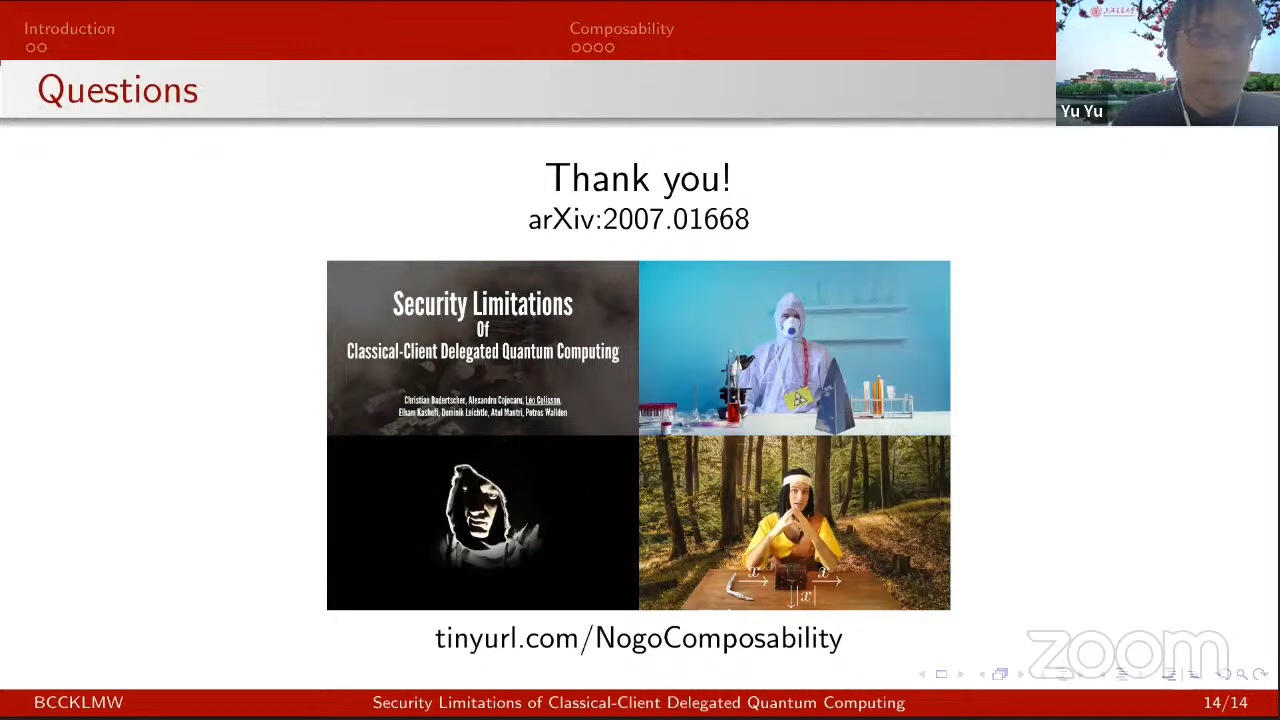 Introduction
Composability
Questions
Yu Yu
Thank you!
arXiv:2007.01668
Security Limitations
Of
Classical-Client Delegated Quantum Computing
Christian Badertscher, Alexandru Cojocaru, Léo Colisson,
Elham Kashefi, Dominik Leichtle, Atul Mantri, Petros Wallden
x x
|x|
tinyurl.com/NogoComposability
zoom
BCCKLMW
Security Limitations of Classical-Client Delegated Quantum Computing
14/14